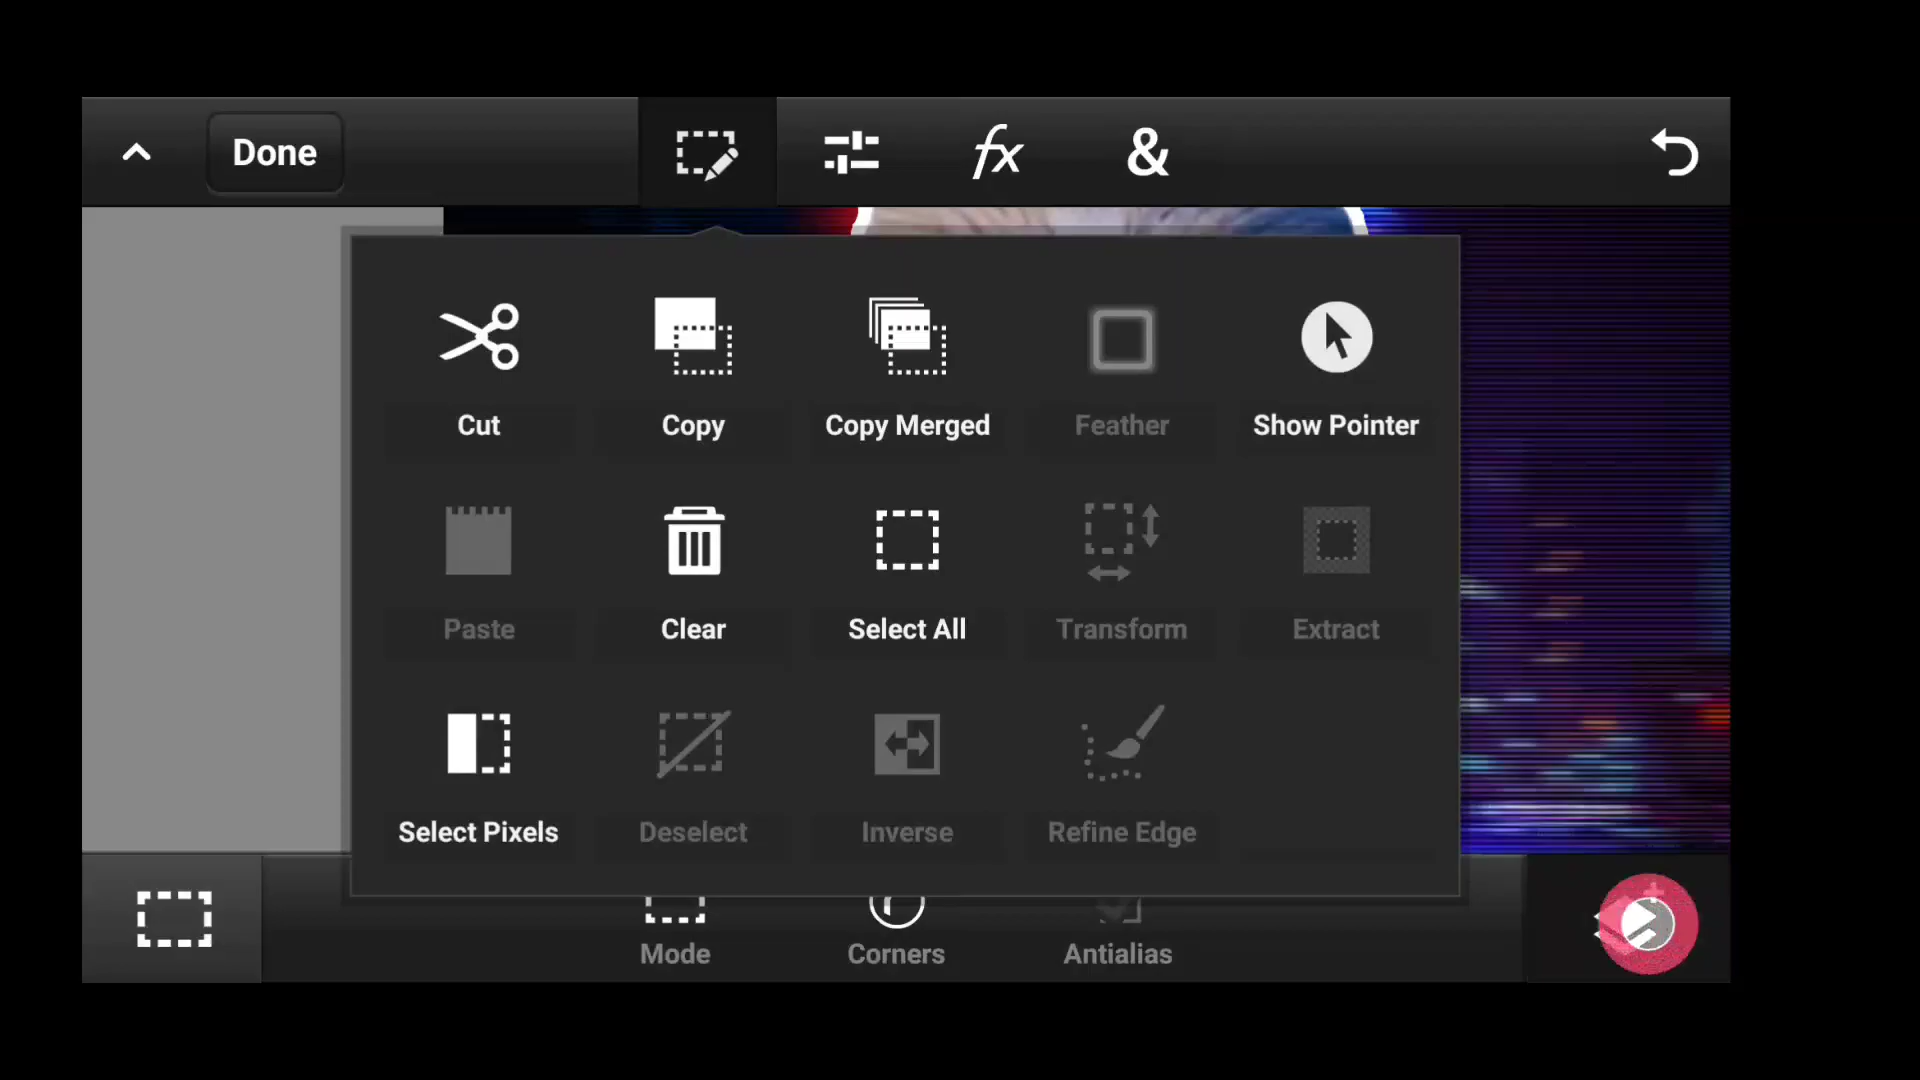 Done
fx
&
Cut
Copy
Copy Merged
Feather
Show Pointer
Paste
Clear
Select All
Transform
Extract
Select Pixels
Deselect
Inverse
Refine Edge
Mode
Corners
Antialias